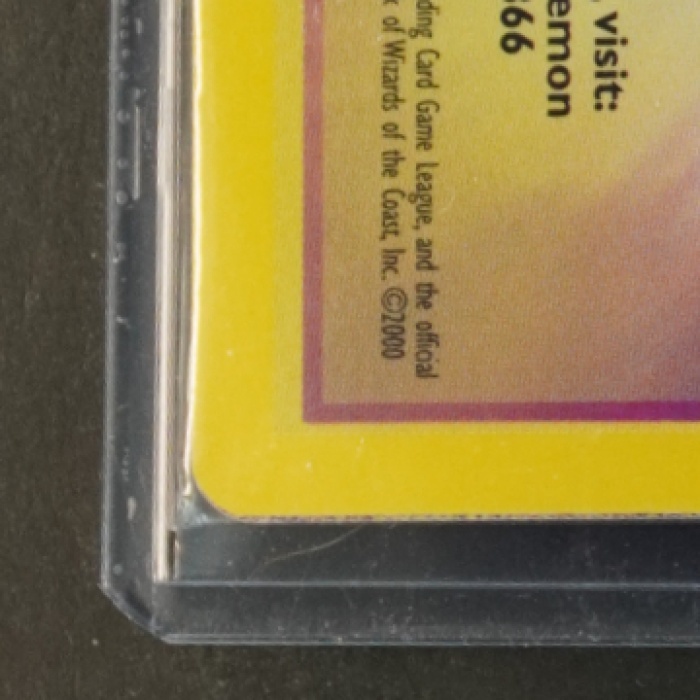 , visit:
emon
66
ding Card Game League, and the official
k of Wizards of the Coast, Inc. ©2000